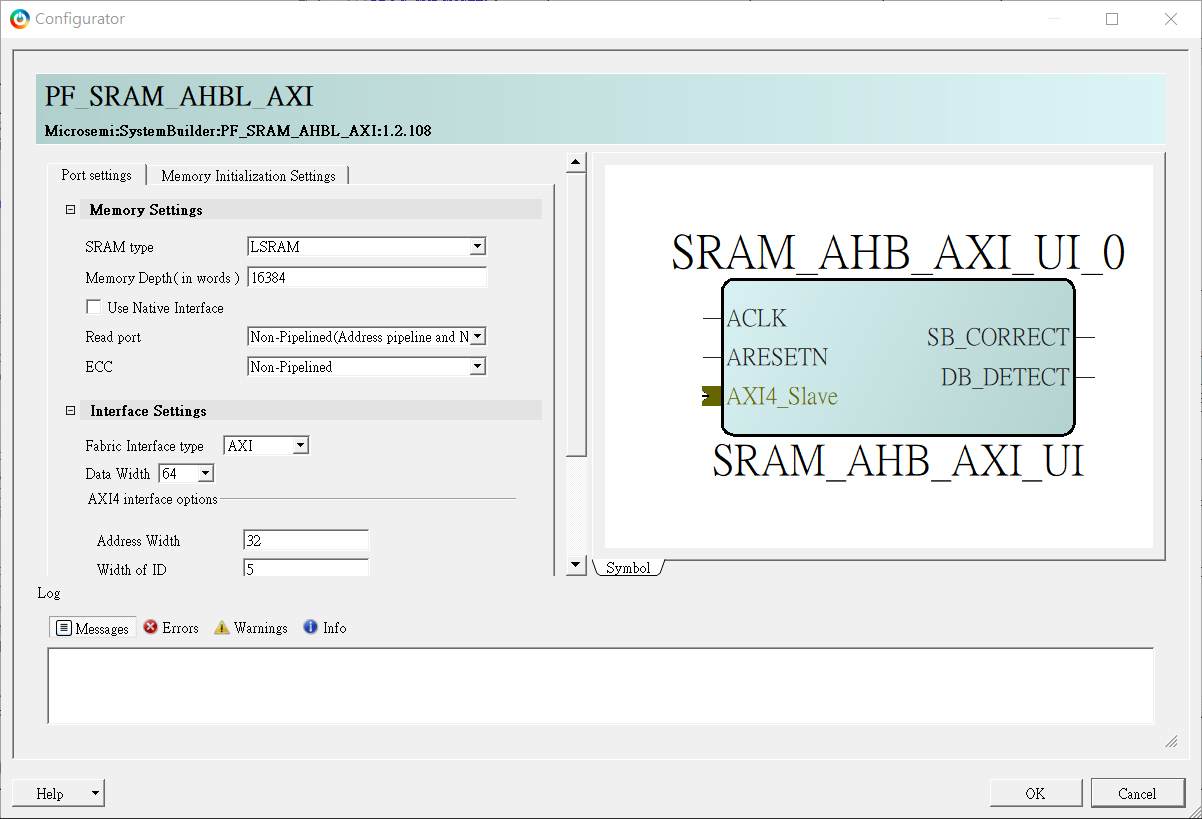 Configurator
PF_SRAM_AHBL_AXI
Microsemi:SystemBuilder:PF_SRAM_AHBL_AXI:1.2.108
Port settings
Memory Initialization Settings
Memory Settings
SRAM type LSRAM
Memory Depth( in words ) 16384
Use Native Interface
Read port Non-Pipelined(Address pipeline and N
ECC Non-Pipelined
Interface Settings
Fabric Interface type AXI
Data Width 64
AXI4 interface options
Address Width 32
Width of ID 5
SRAM_AHB_AXI_UI_0
ACLK
ARESETN
AXI4_Slave
SB_CORRECT
DB_DETECT
SRAM_AHB_AXI_UI
Symbol
Log
Messages Errors Warnings Info
Help OK Cancel